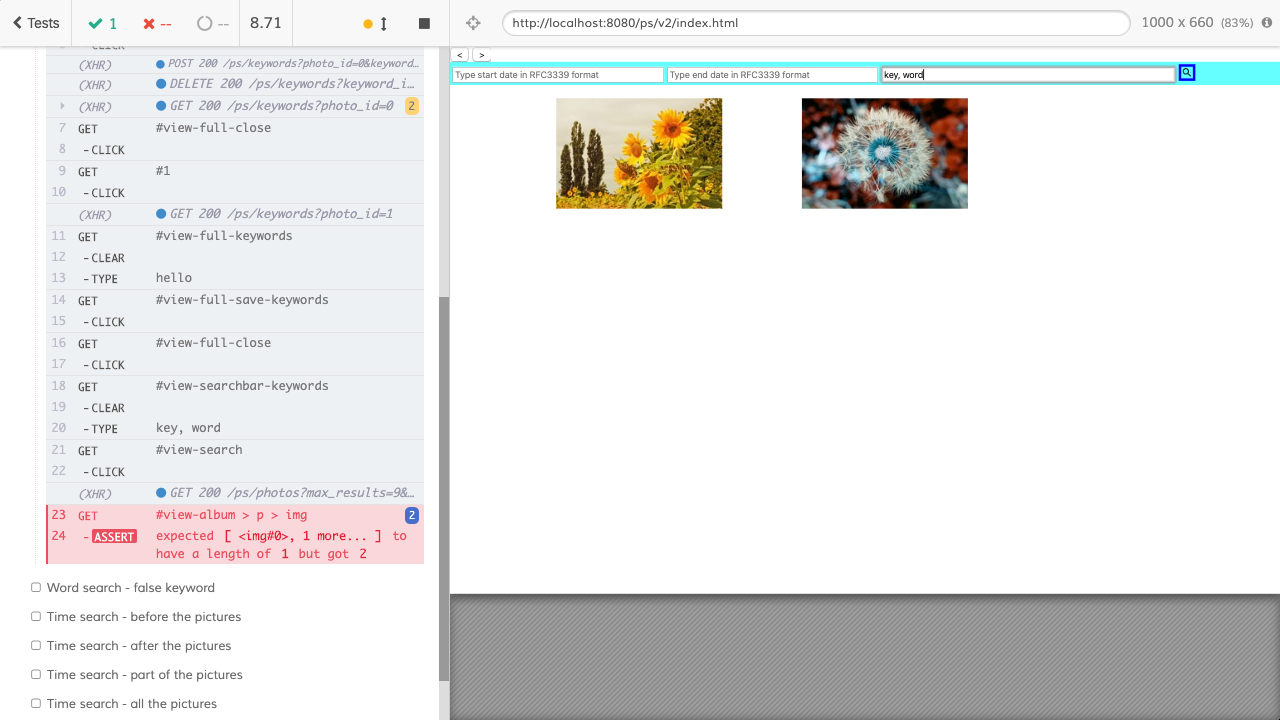 Tests 1 -- -- 8.71 http://localhost:8080/ps/v2/index.html 1000 x 660 (83%)
(XHR) POST 200 /ps/keywords?photo_id=0&keyword...
(XHR) DELETE 200 /ps/keywords?keyword_i...
(XHR) GET 200 /ps/keywords?photo_id=0 2
7 GET #view-full-close
8 -CLICK
9 GET #1
10 -CLICK
(XHR) GET 200 /ps/keywords?photo_id=1
11 GET #view-full-keywords
12 -CLEAR
13 -TYPE hello
14 GET #view-full-save-keywords
15 -CLICK
16 GET #view-full-close
17 -CLICK
18 GET #view-searchbar-keywords
19 -CLEAR
20 -TYPE key, word
21 GET #view-search
22 -CLICK
(XHR) GET 200 /ps/photos?max_results=9&...
23 GET #view-album > p > img 2
24 -ASSERT expected [ <img#0>, 1 more... ] to
have a length of 1 but got 2
Word search - false keyword
Time search - before the pictures
Time search - after the pictures
Time search - part of the pictures
Time search - all the pictures
< >
Type start date in RFC3339 format Type end date in RFC3339 format key, word